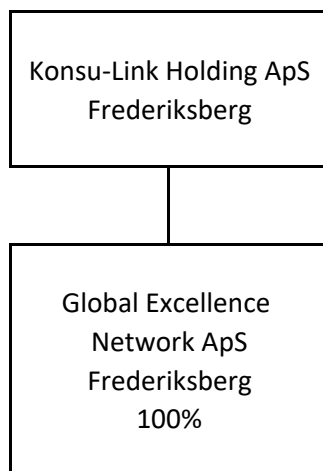 Konsu-Link Holding ApS
Frederiksberg
Global Excellence
Network ApS
Frederiksberg
100%